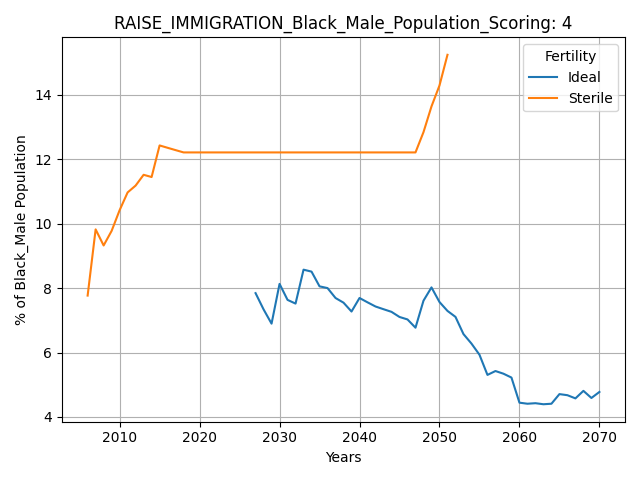 RAISE_IMMIGRATION_Black_Male_Population_Scoring: 4
Fertility
Ideal
Sterile
% of Black_Male Population
14
12
10
8
6
4
2010 2020 2030 2040 2050 2060 2070
Years